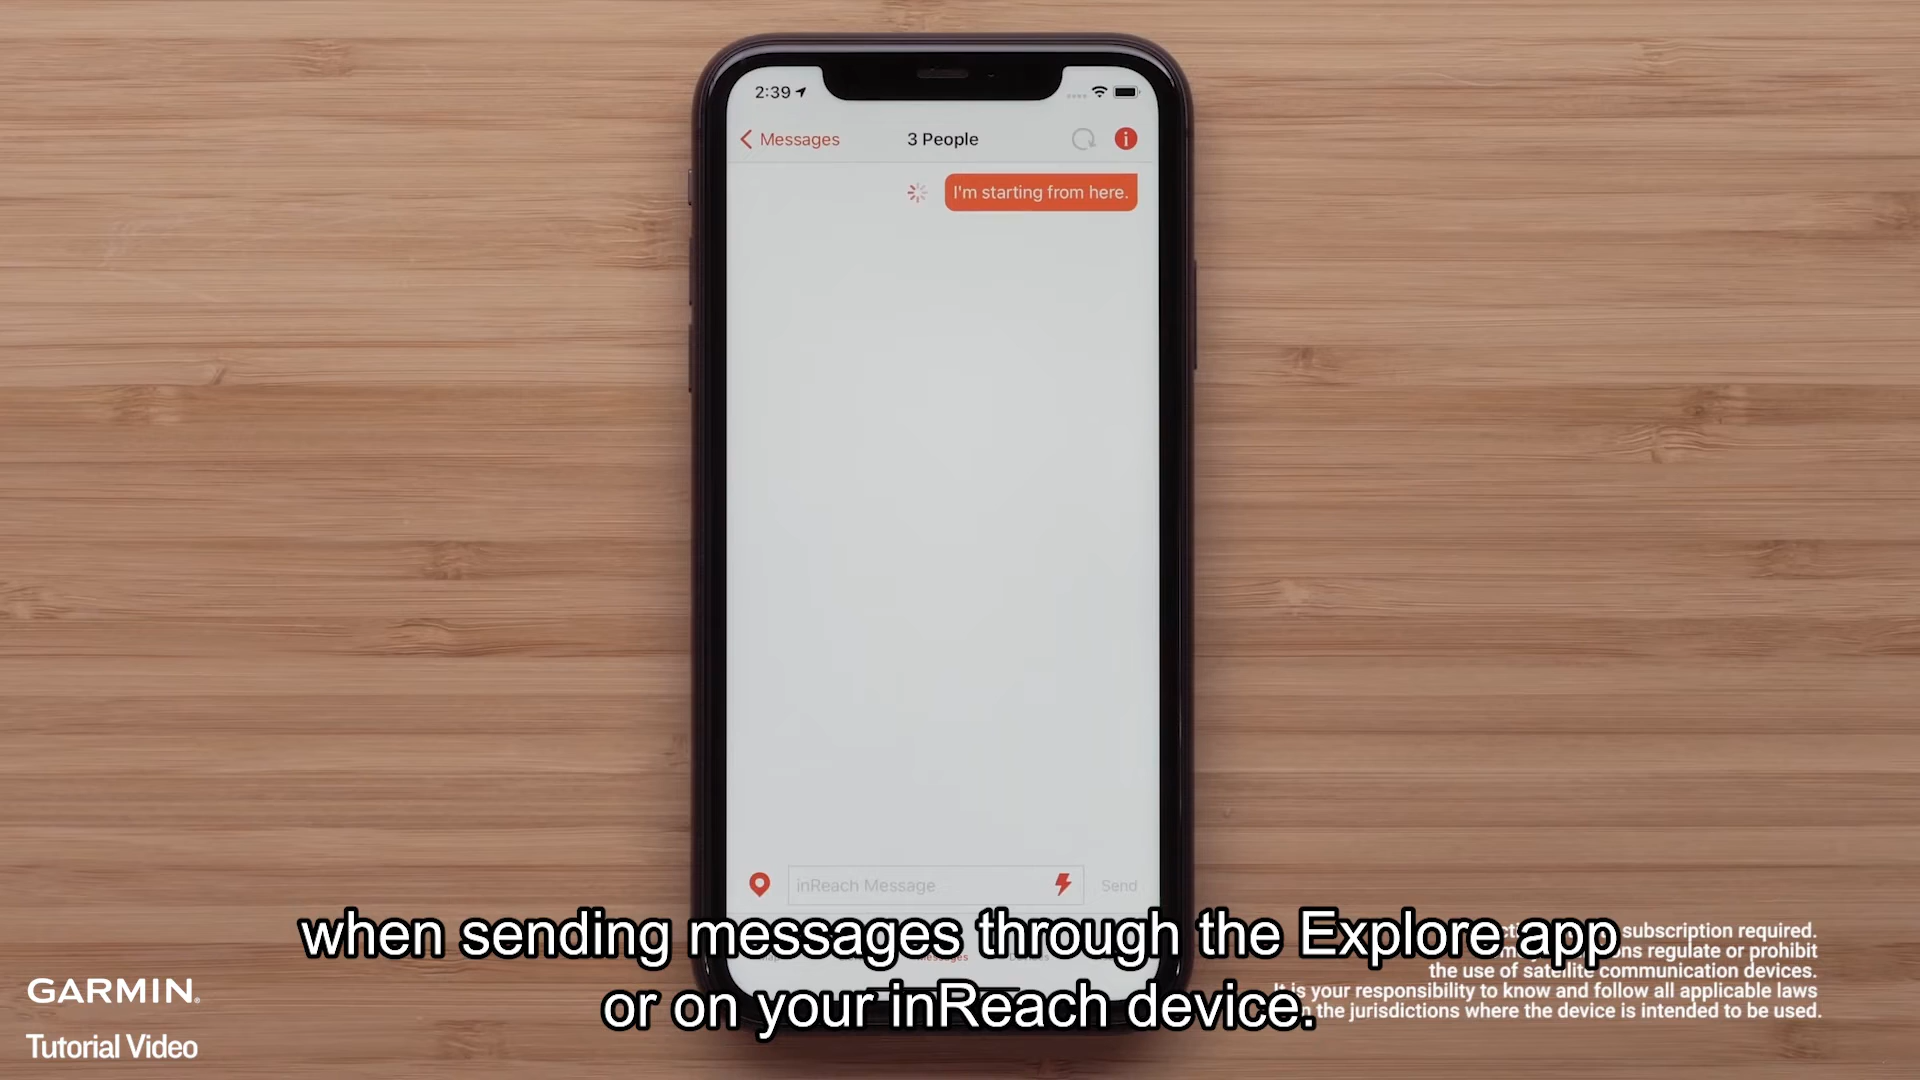 2:39
Messages
3 People
I'm starting from here.
inReach Message
Send
when sending messages through the Explore app
or on your inReach device.
subscription required.
regulate or prohibit
the use of satellite communication devices.
It is your responsibility to know and follow all applicable laws
the jurisdictions where the device is intended to be used.
GARMIN
Tutorial Video